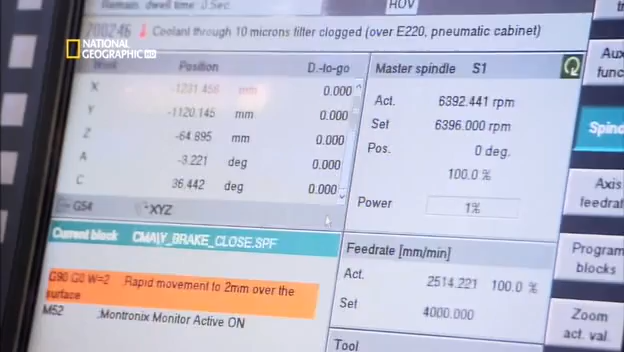 Remain. dwell time 0 Sec.
HOV
700246 Coolant through 10 microns filter clogged (over E220, pneumatic cabinet)
NATIONAL
GEOGRAPHIC HD
Position D.-to-go
X -1231.456 mm 0.000
Y -1120.145 mm 0.000
Z -64.895 mm 0.000
A -3.221 deg 0.000
C 36.442 deg 0.000
G54 XYZ
Master spindle S1
Act. 6392.441 rpm
Set 6396.000 rpm
Pos. 0 deg.
100.0 %
Power 1%
Current block CMA\Y_BRAKE_CLOSE.SPF
G90 G0 W=2 ;Rapid movement to 2mm over the
surface
M52 ;Montronix Monitor Active ON
Feedrate [mm/min]
Act. 2514.221 100.0 %
Set 4000.000
Tool
Aux
func
Spind
Axis
feedrat
Program
blocks
Zoom
act. val.